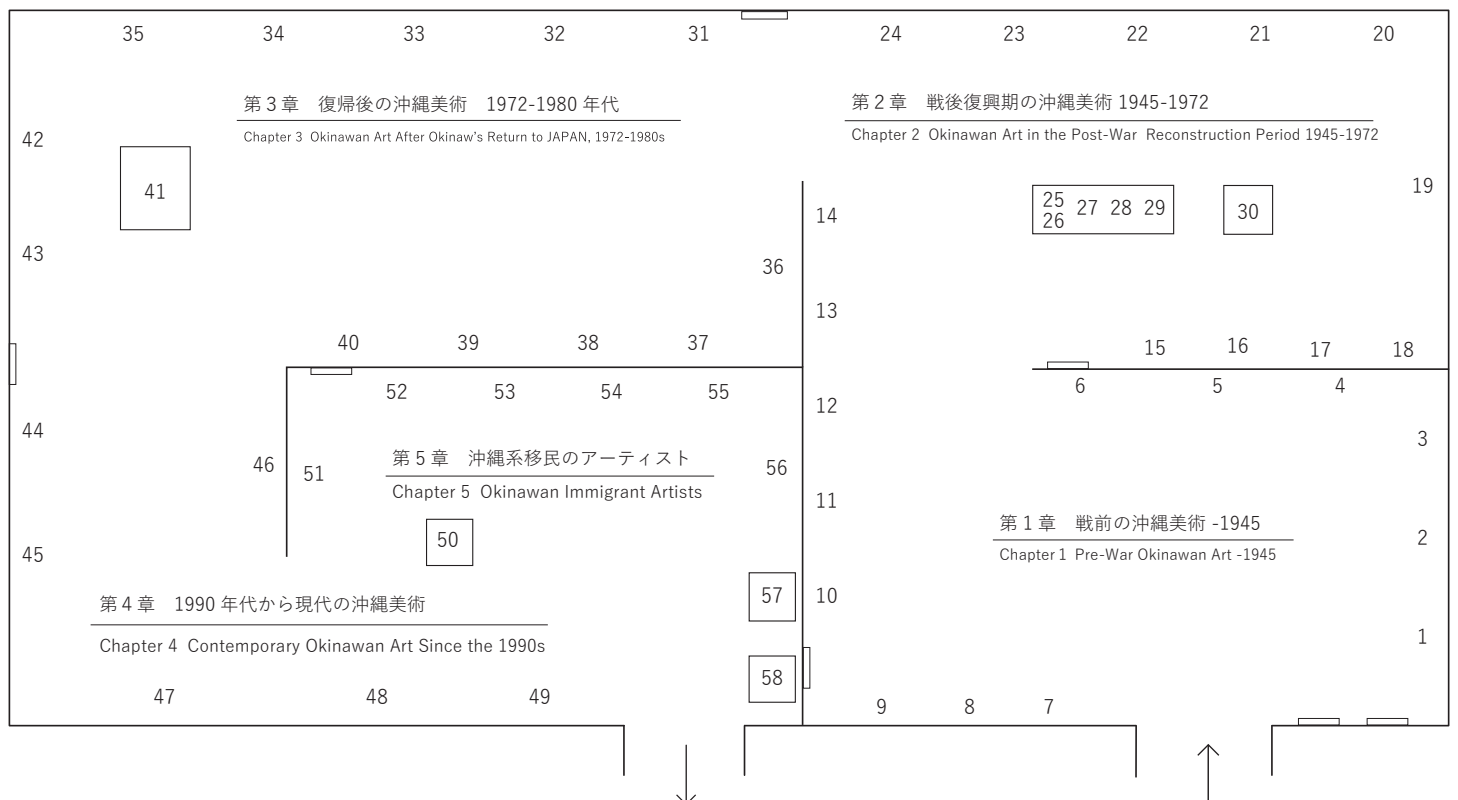 35 34 33 32 31 24 23 22 21 20
第3章 復帰後の沖縄美術 1972-1980年代
Chapter 3 Okinawan Art After Okinaw's Return to JAPAN, 1972-1980s
第2章 戦後復興期の沖縄美術 1945-1972
Chapter 2 Okinawan Art in the Post-War Reconstruction Period 1945-1972
42
41
43
36
40 39 38 37
14
13
25
26
27 28 29
30
19
15 16 17 18
6 5 4
12
11
10
3
2
1
第1章 戦前の沖縄美術 -1945
Chapter 1 Pre-War Okinawan Art -1945
9 8 7
52 53 54 55
44
46
51
第5章 沖縄系移民のアーティスト
Chapter 5 Okinawan Immigrant Artists
56
50
45
57
58
第4章 1990年代から現代の沖縄美術
Chapter 4 Contemporary Okinawan Art Since the 1990s
47 48 49